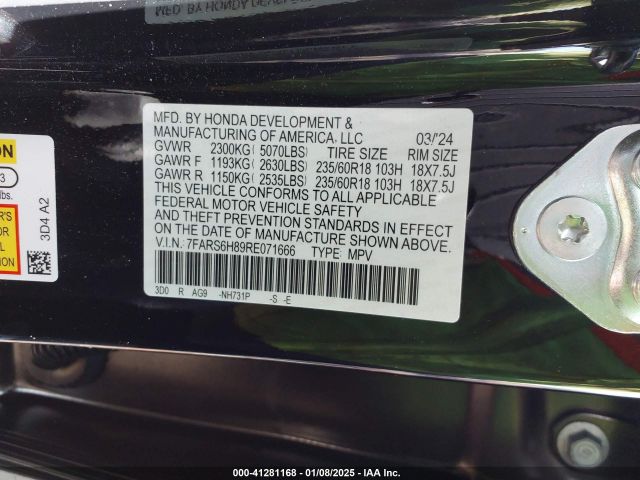 MFD. BY HONDA DEVELOPMENT &
MANUFACTURING OF AMERICA, LLC 03/'24
GVWR 2300KG( 5070LBS) TIRE SIZE RIM SIZE
GAWR F 1193KG( 2630LBS) 235/60R18 103H 18X7.5J
GAWR R 1150KG( 2535LBS) 235/60R18 103H 18X7.5J
THIS VEHICLE CONFORMS TO ALL APPLICABLE
FEDERAL MOTOR VEHICLE SAFETY
AND THEFT PREVENTION STANDARDS IN EFFECT
ON THE DATE OF MANUFACTURE SHOWN ABOVE.
V.I.N. 7FARS6H89RE071666 TYPE: MPV
3D0 R AG9 -NH731P -S -E
3
lbs.
3D4 A2
000-41281168 - 01/08/2025 - IAA Inc.